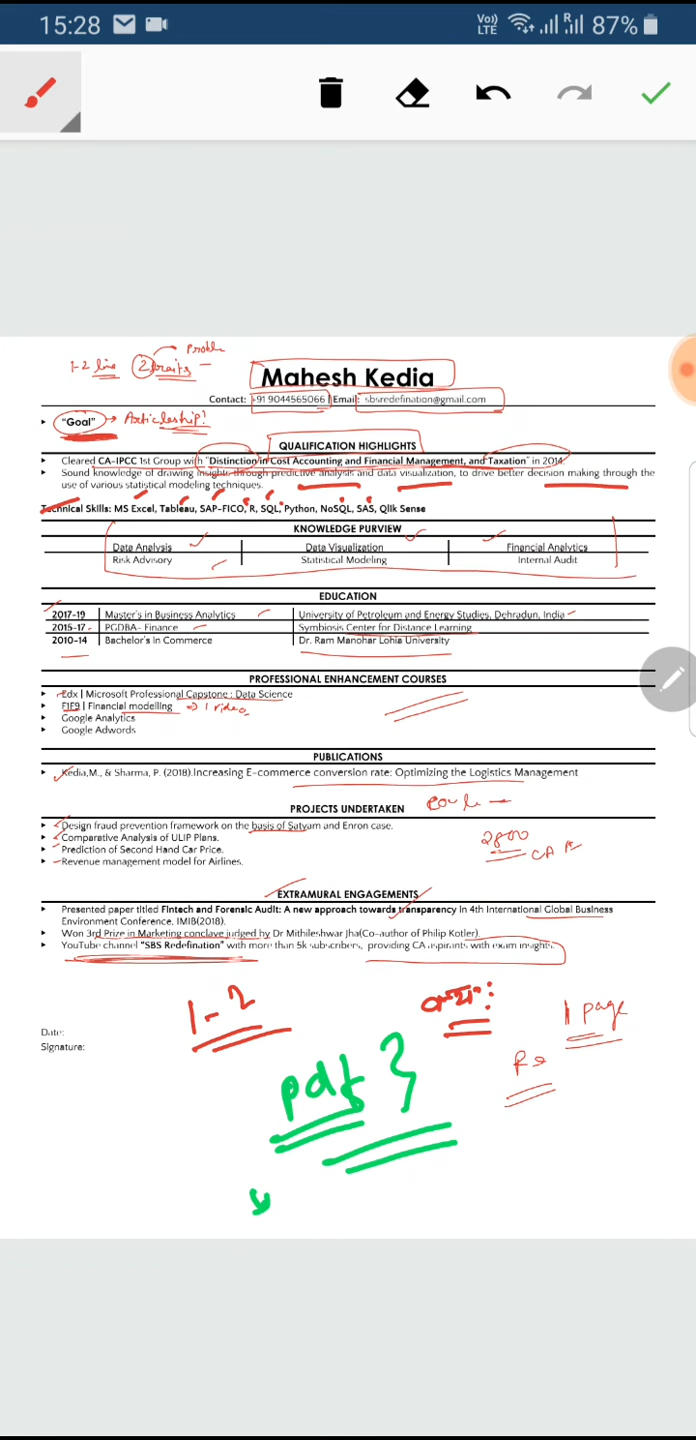 15:28 Vo)) LTE R 87%
1-2 line 2 traits - Proble
Mahesh Kedia
Contact: +91 9044565066 | Email: sbsredefination@gmail.com
"Goal" → Articleship!
QUALIFICATION HIGHLIGHTS
Cleared CA-IPCC 1st Group with "Distinction in Cost Accounting and Financial Management, and Taxation" in 2014.
Sound knowledge of drawing insights through predictive analysis and data visualization, to drive better decision making through the
use of various statistical modeling techniques.
Technical Skills: MS Excel, Tableau, SAP-FICO, R, SQL, Python, NoSQL, SAS, Qlik Sense
KNOWLEDGE PURVIEW
Data Analysis Data Visualization Financial Analytics
Risk Advisory Statistical Modeling Internal Audit
EDUCATION
2017-19 Master's in Business Analytics University of Petroleum and Energy Studies, Dehradun, India
2015-17 PGDBA- Finance Symbiosis Center for Distance Learning
2010-14 Bachelor's in Commerce Dr. Ram Manohar Lohia University
PROFESSIONAL ENHANCEMENT COURSES
Edx | Microsoft Professional Capstone : Data Science
F1F9 | Financial modelling → 1 video
Google Analytics
Google Adwords
PUBLICATIONS
Kedia,M., & Sharma, P. (2018).Increasing E-commerce conversion rate: Optimizing the Logistics Management
PROJECTS UNDERTAKEN
Design fraud prevention framework on the basis of Satyam and Enron case.
Comparative Analysis of ULIP Plans.
2800
Prediction of Second Hand Car Price.
CA
Revenue management model for Airlines.
EXTRAMURAL ENGAGEMENTS
Presented paper titled Fintech and Forensic Audit: A new approach towards transparency in 4th International Global Business
Environment Conference, IMIB(2018).
Won 3rd Prize in Marketing conclave judged by Dr Mithileshwar Jha(Co-author of Philip Kotler).
YouTube channel "SBS Redefination" with more than 5k subscribers, providing CA aspirants with exam insights.
1-2
1 page
Date:
Signature:
pdf